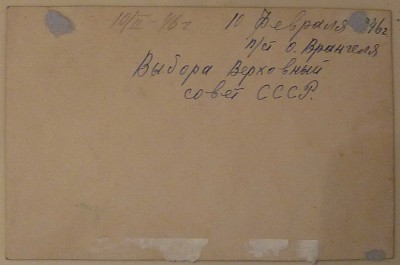 10/II-46г 10 Февраля 1946г
п/ст о. Врангеля
Выбора Верховный
совет СССР.